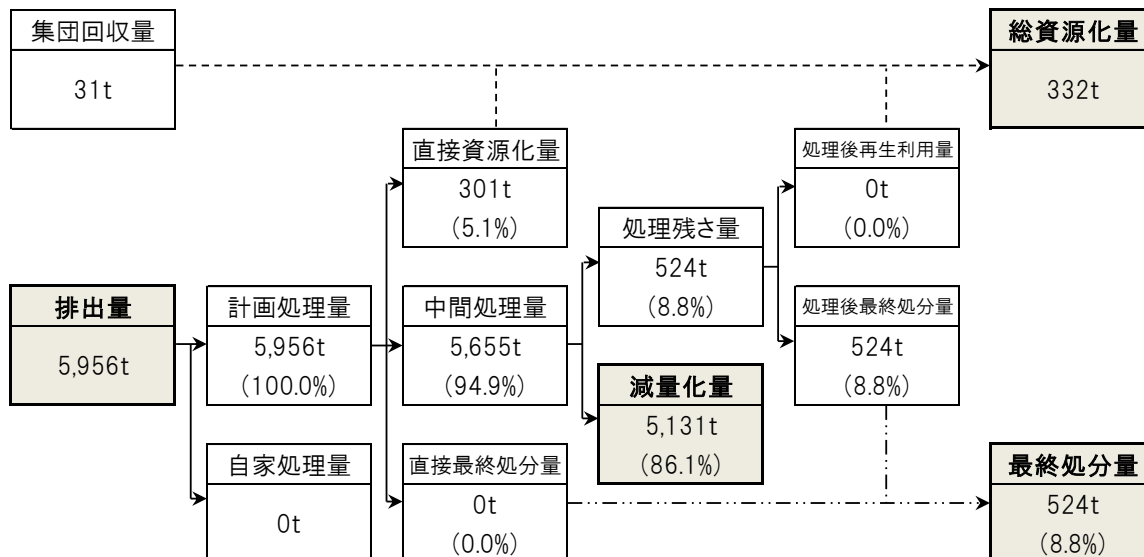 集団回収量
31t
総資源化量
332t
直接資源化量
301t
(5.1%)
処理後再生利用量
0t
(0.0%)
処理残さ量
524t
(8.8%)
排出量
5,956t
計画処理量
5,956t
(100.0%)
中間処理量
5,655t
(94.9%)
処理後最終処分量
524t
(8.8%)
減量化量
5,131t
(86.1%)
自家処理量
0t
直接最終処分量
0t
(0.0%)
最終処分量
524t
(8.8%)